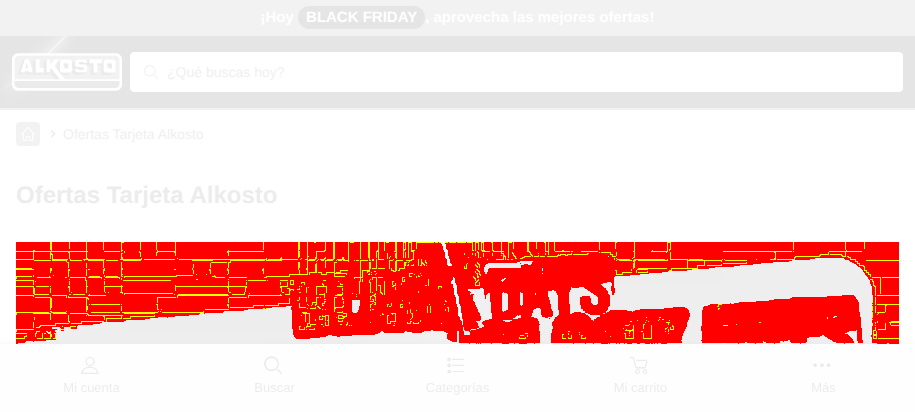 ¡Hoy BLACK FRIDAY, aprovecha las mejores ofertas!
ALKOSTO
¿Qué buscas hoy?
Ofertas Tarjeta Alkosto
Ofertas Tarjeta Alkosto
DAYS
Mi cuenta
Buscar
Categorías
Mi carrito
Más